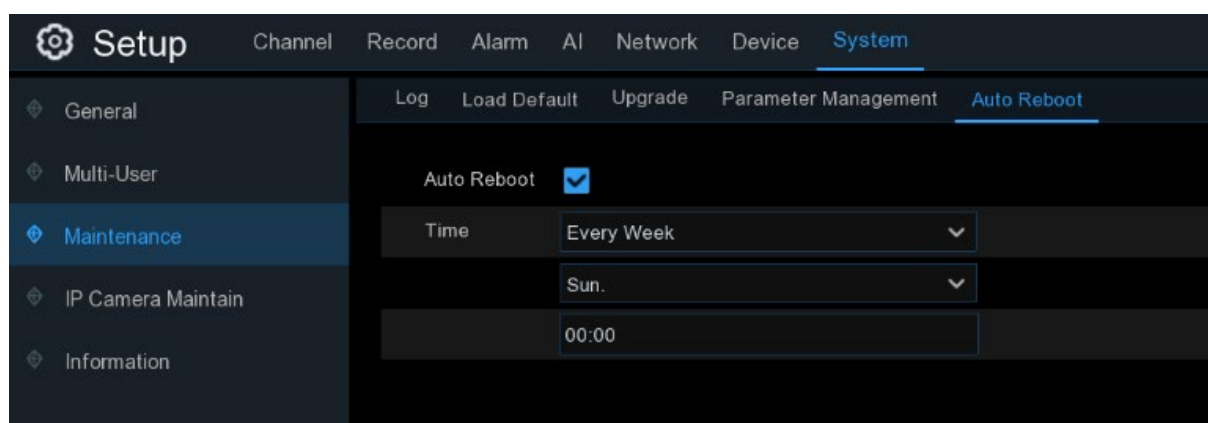 Setup Channel Record Alarm AI Network Device System
General
Multi-User
Maintenance
IP Camera Maintain
Information
Log Load Default Upgrade Parameter Management Auto Reboot
Auto Reboot
Time Every Week
Sun.
00:00